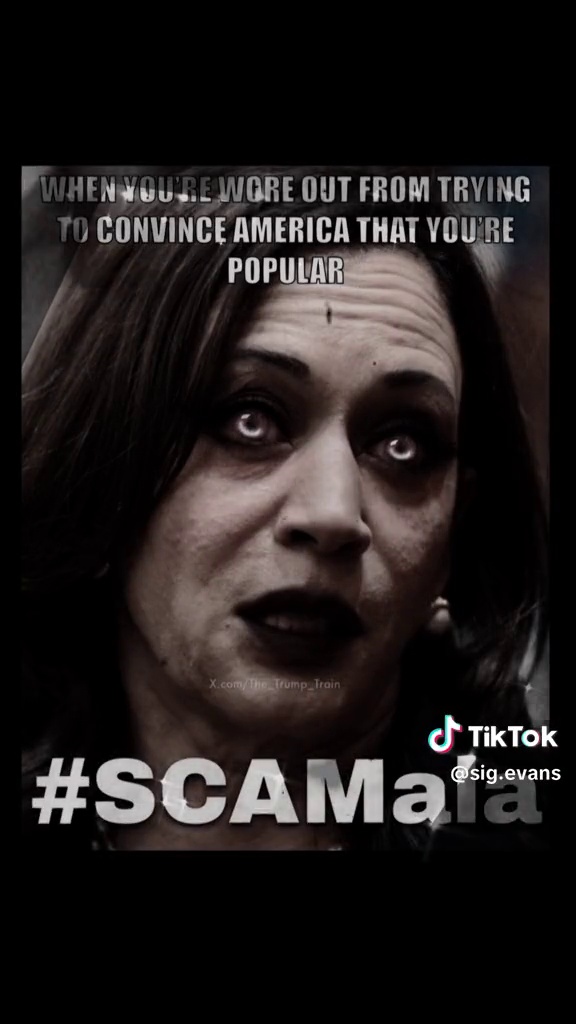 WHEN YOU'RE WORE OUT FROM TRYING
TO CONVINCE AMERICA THAT YOU'RE
POPULAR
X.com/The_Trump_Train
TikTok
@sig.evans
#SCAMala